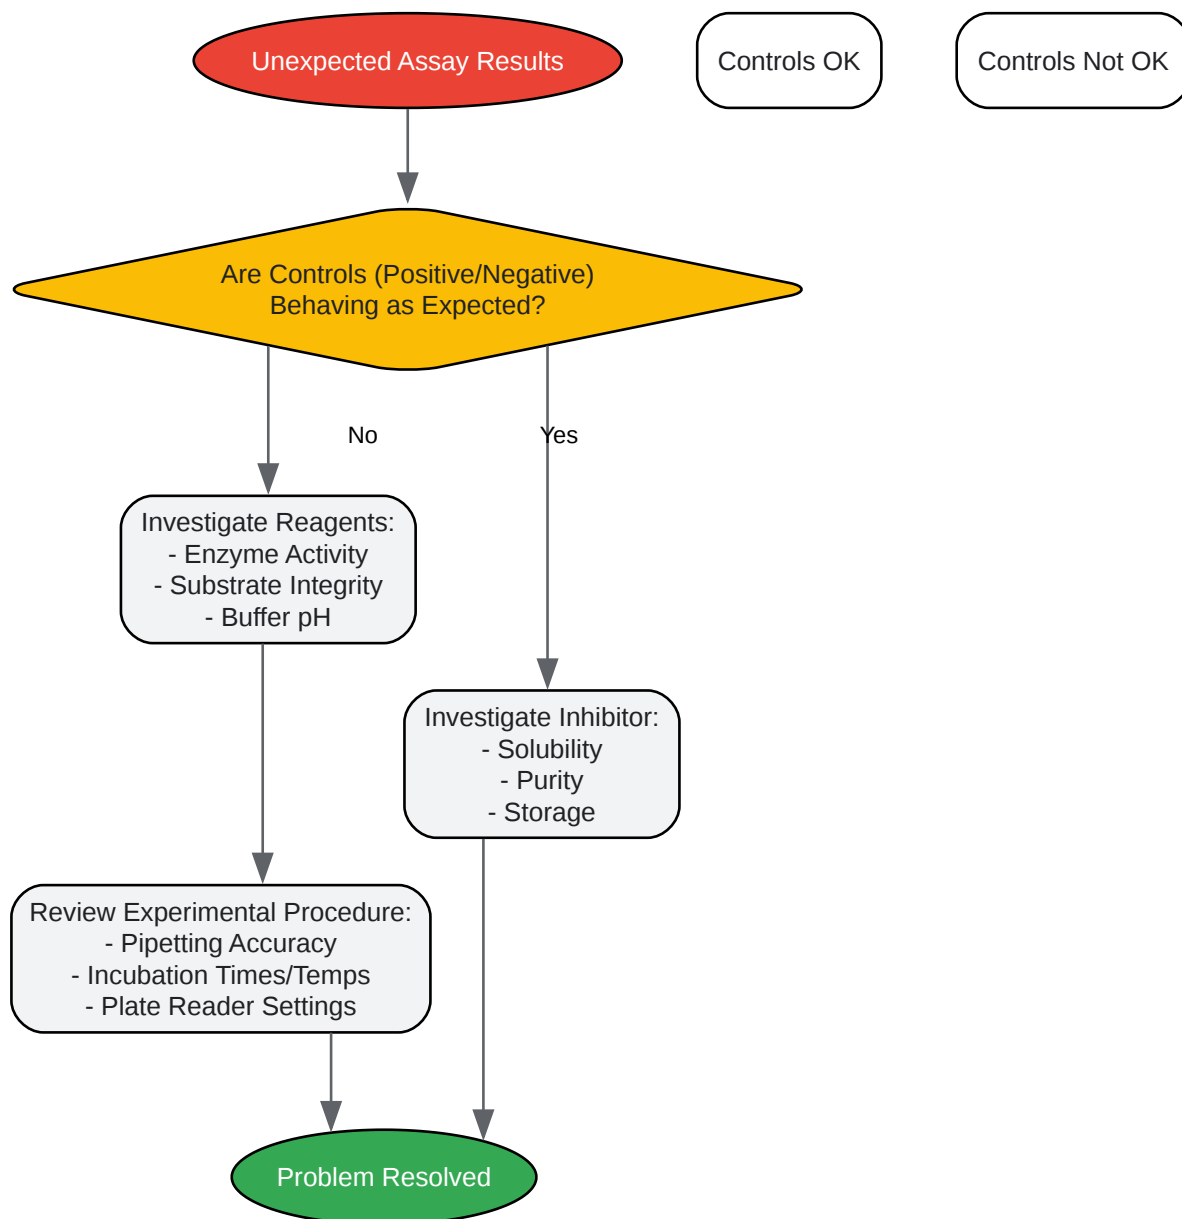 Unexpected Assay Results
Controls OK
Controls Not OK
Are Controls (Positive/Negative)
Behaving as Expected?
No
Yes
Investigate Reagents:
- Enzyme Activity
- Substrate Integrity
- Buffer pH
Investigate Inhibitor:
- Solubility
- Purity
- Storage
Review Experimental Procedure:
- Pipetting Accuracy
- Incubation Times/Temps
- Plate Reader Settings
Problem Resolved